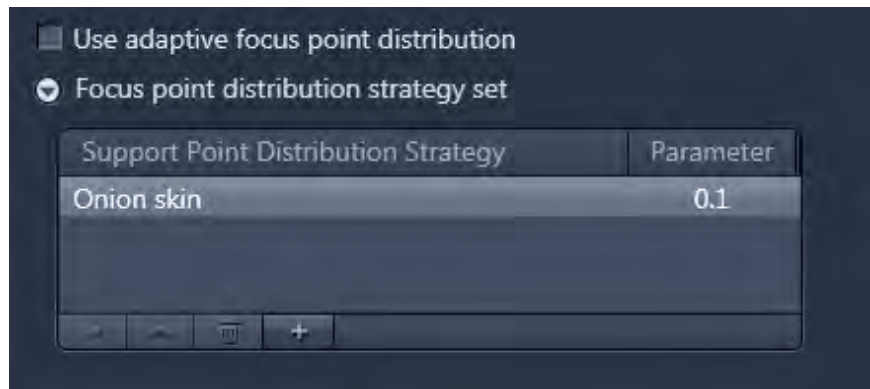 Use adaptive focus point distribution
Focus point distribution strategy set
Support Point Distribution Strategy Parameter
Onion skin 0.1